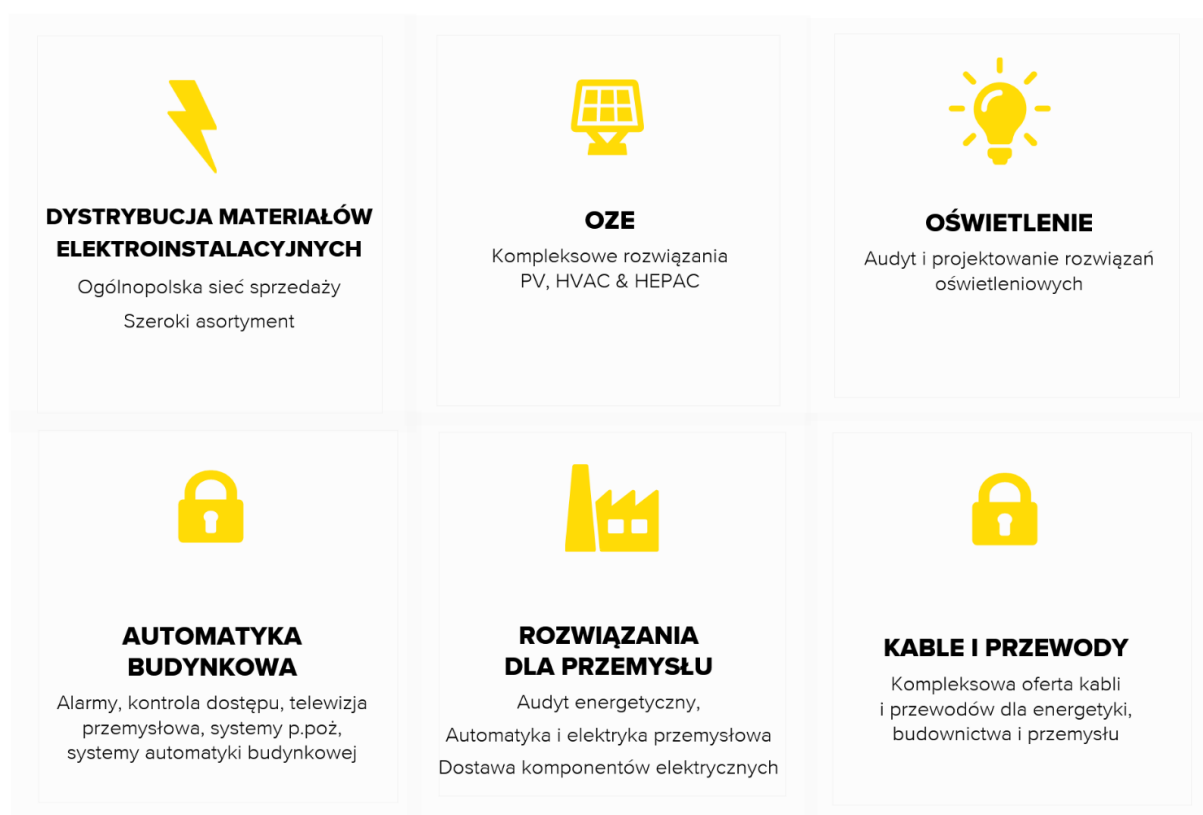 DYSTRYBUCJA MATERIAŁÓW
ELEKTROINSTALACYJNYCH
Ogólnopolska sieć sprzedaży
Szeroki asortyment
OZE
Kompleksowe rozwiązania
PV, HVAC & HEPAC
OŚWIETLENIE
Audyt i projektowanie rozwiązań
oświetleniowych
AUTOMATYKA
BUDYNKOWA
Alarmy, kontrola dostępu, telewizja
przemysłowa, systemy p.poż,
systemy automatyki budynkowej
ROZWIĄZANIA
DLA PRZEMYSŁU
Audyt energetyczny,
Automatyka i elektryka przemysłowa
Dostawa komponentów elektrycznych
KABLE I PRZEWODY
Kompleksowa oferta kabli
i przewodów dla energetyki,
budownictwa i przemysłu